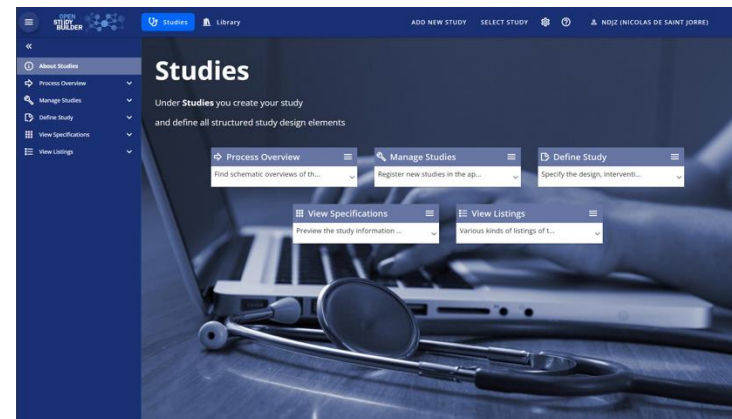 OPEN
STUDY
BUILDER
Studies
Library
ADD NEW STUDY
SELECT STUDY
NDJZ (NICOLAS DE SAINT JORRE)
About Studies
Process Overview
Manage Studies
Define Study
View Specifications
View Listings
Studies
Under Studies you create your study
and define all structured study design elements
Process Overview
Find schematic overviews of th...
Manage Studies
Register new studies in the ap...
Define Study
Specify the design, interventi...
View Specifications
Preview the study information ...
View Listings
Various kinds of listings of t...